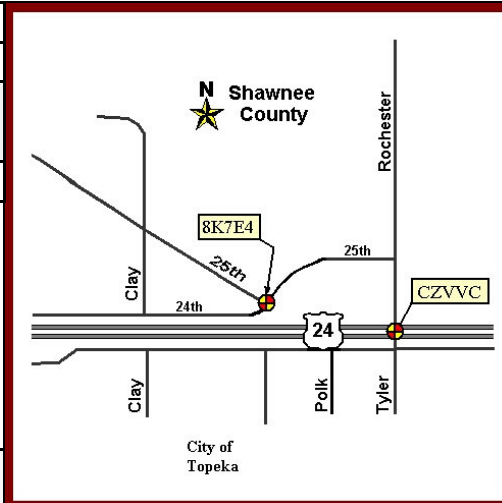 N
Shawnee
County
Rochester
8K7E4
25th
25th
Clay
24th
CZVVC
24
Clay
Polk
Tyler
City of
Topeka